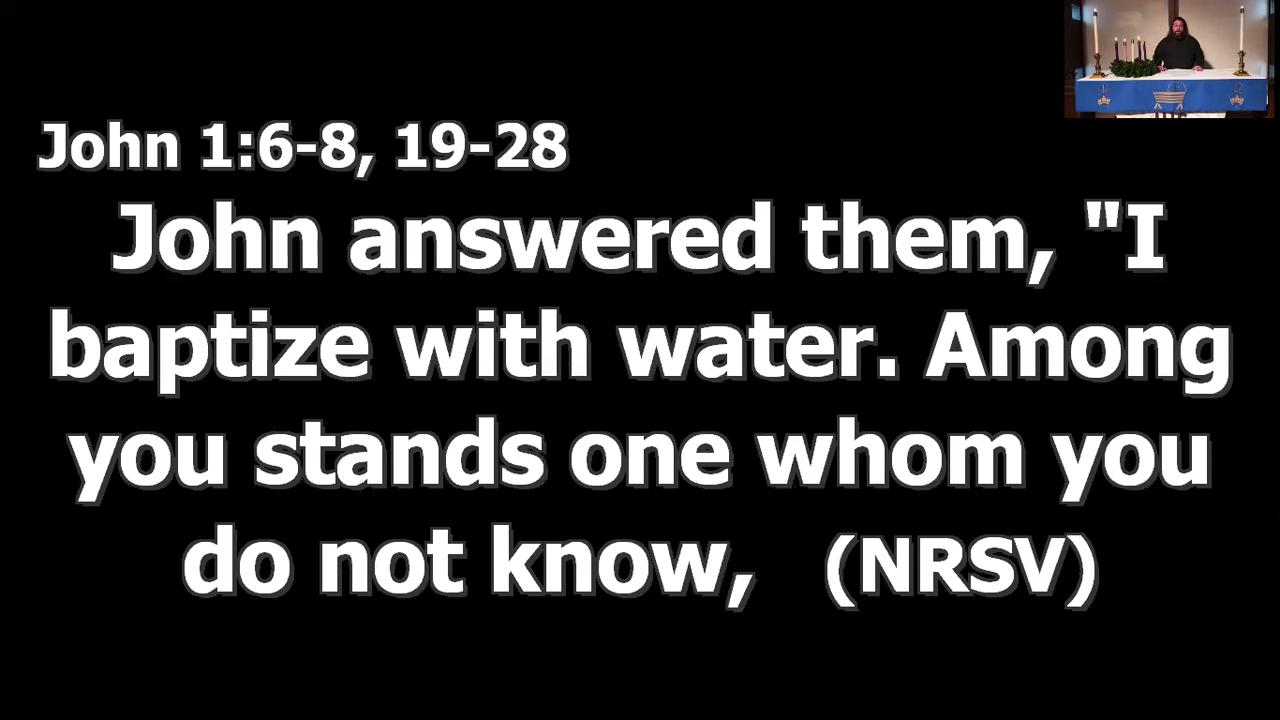 John 1:6-8, 19-28
John answered them, "I
baptize with water. Among
you stands one whom you
do not know, (NRSV)